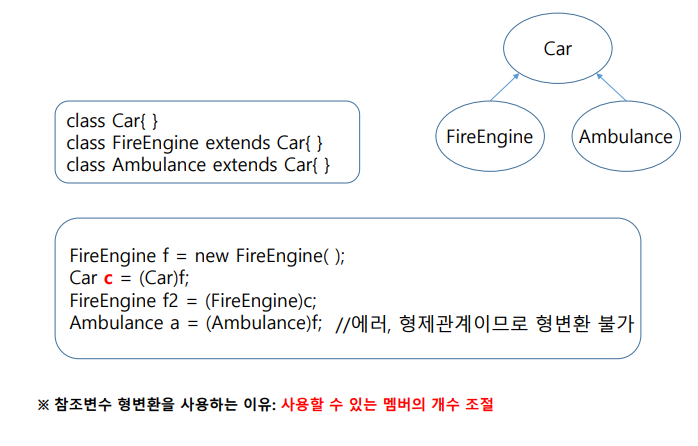 Car
FireEngine
Ambulance
class Car{ }
class FireEngine extends Car{ }
class Ambulance extends Car{ }
FireEngine f = new FireEngine( );
Car c = (Car)f;
FireEngine f2 = (FireEngine)c;
Ambulance a = (Ambulance)f; //에러, 형제관계이므로 형변환 불가
※ 참조변수 형변환을 사용하는 이유: 사용할 수 있는 멤버의 개수 조절